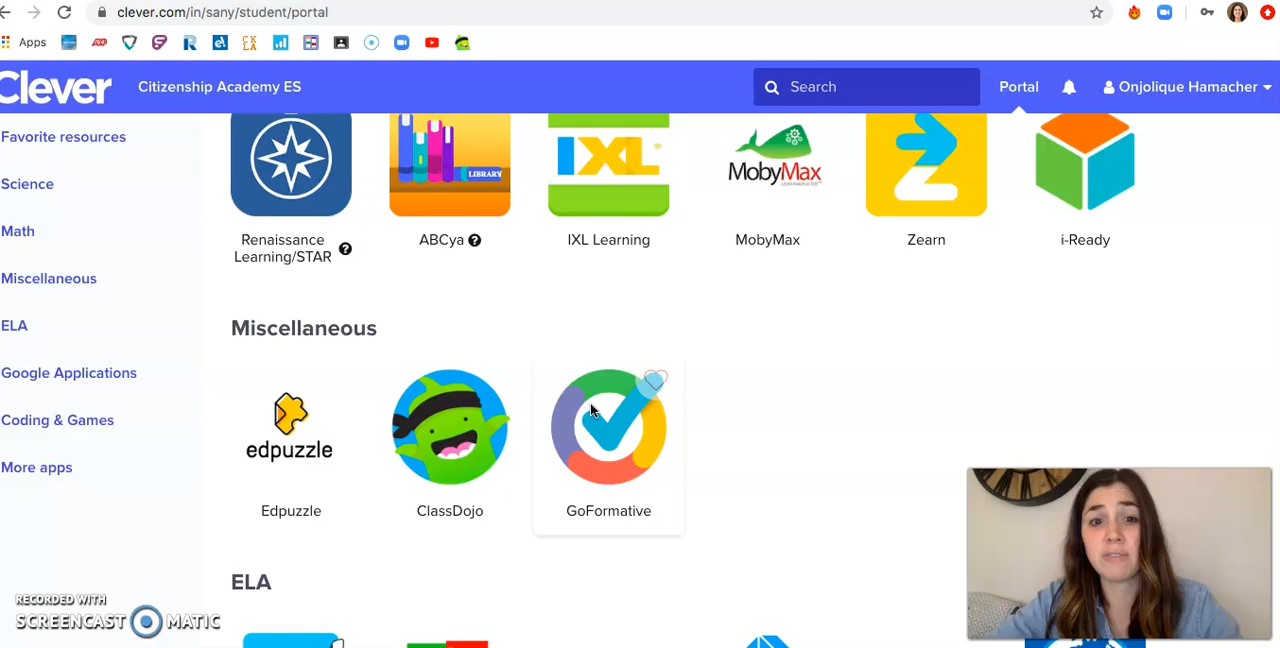 clever.com/in/sany/student/portal
Apps
Clever Citizenship Academy ES Search Portal Onjolique Hamacher
Favorite resources
Science
Math
Miscellaneous
ELA
Google Applications
Coding & Games
More apps
LIBRARY
IXL
MobyMax
Renaissance
Learning/STAR
ABCya
IXL Learning
MobyMax
Zearn
i-Ready
Miscellaneous
edpuzzle
Edpuzzle
ClassDojo
GoFormative
ELA
RECORDED WITH
SCREENCAST MATIC